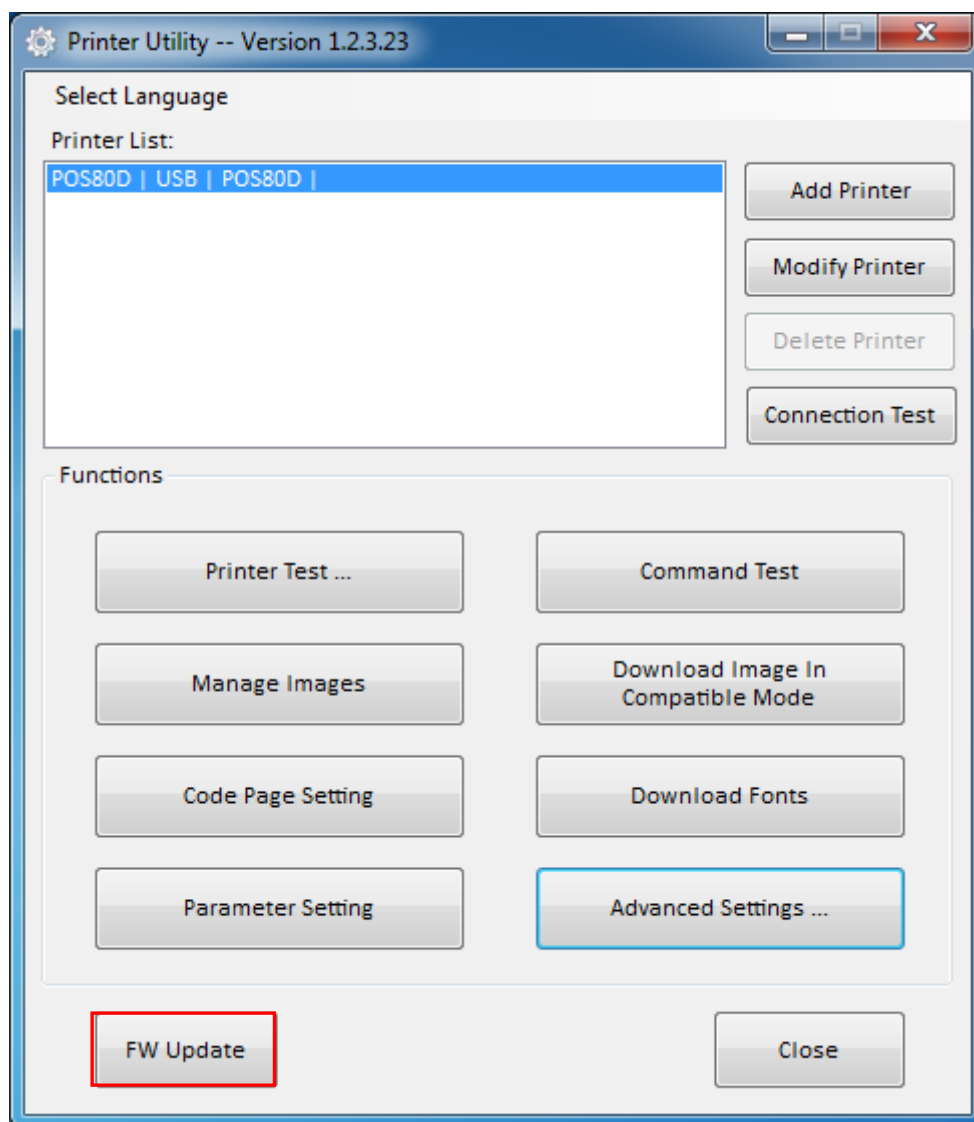 Printer Utility -- Version 1.2.3.23
Select Language
Printer List:
POS80D | USB | POS80D |
Add Printer
Modify Printer
Delete Printer
Connection Test
Functions
Printer Test ...
Command Test
Manage Images
Download Image In
Compatible Mode
Code Page Setting
Download Fonts
Parameter Setting
Advanced Settings ...
FW Update
Close